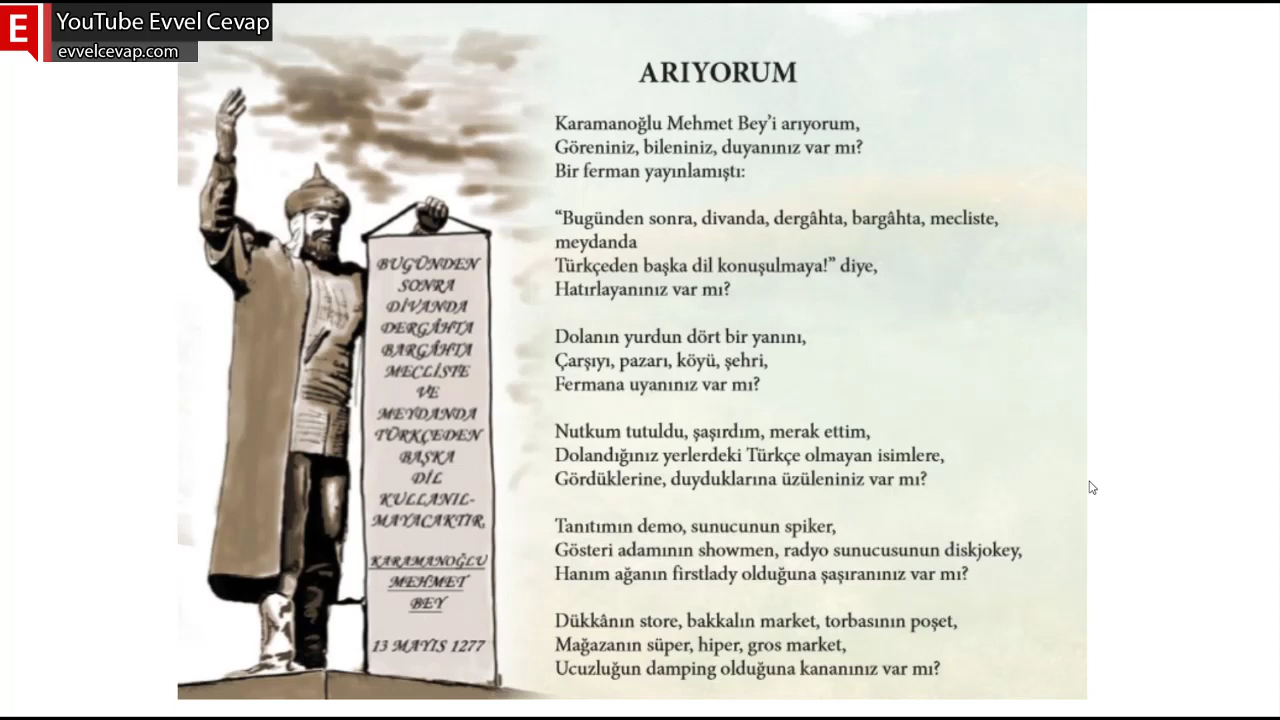 YouTube Evvel Cevap
evvelcevap.com
ARIYORUM
Karamanoğlu Mehmet Bey’i arıyorum,
Göreniniz, bileniniz, duyanınız var mı?
Bir ferman yayınlamıştı:
“Bugünden sonra, divanda, dergâhta, bargâhta, mecliste,
meydanda
Türkçeden başka dil konuşulmaya!” diye,
Hatırlayanınız var mı?
Dolanın yurdun dört bir yanını,
Çarşıyı, pazarı, köyü, şehri,
Fermana uyanınız var mı?
Nutkum tutuldu, şaşırdım, merak ettim,
Dolandığınız yerlerdeki Türkçe olmayan isimlere,
Gördüklerine, duyduklarına üzüleniniz var mı?
Tanıtımın demo, sunucunun spiker,
Gösteri adamının showmen, radyo sunucusunun diskjokey,
Hanım ağanın firstlady olduğuna şaşıranınız var mı?
Dükkânın store, bakkalın market, torbasının poşet,
Mağazanın süper, hiper, gros market,
Ucuzluğun damping olduğuna kananınız var mı?
BUGÜNDEN
SONRA
DİVANDA
DERGÂHTA
BARGÂHTA
MECLİSTE
VE
MEYDANDA
TÜRKÇEDEN
BAŞKA
DİL
KULLANIL-
MAYACAKTIR,
KARAMANOĞLU
MEHMET
BEY
13 MAYIS 1277
E